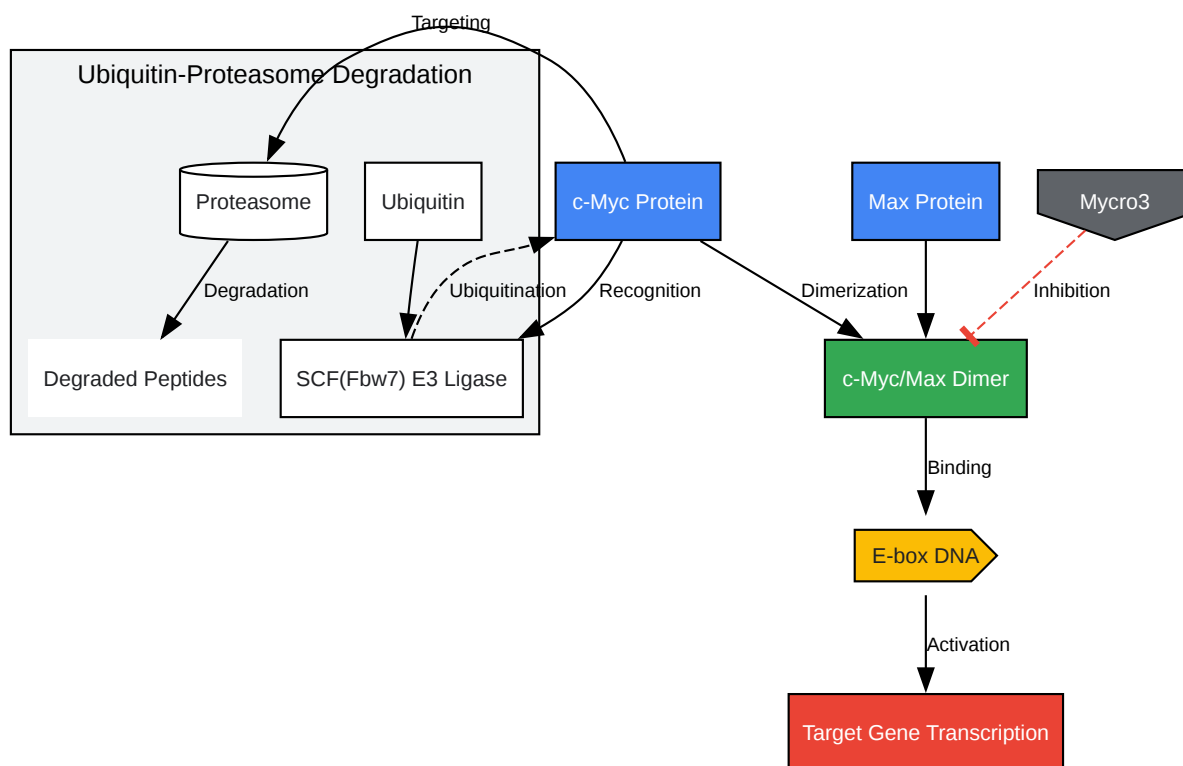 Targeting
Ubiquitin-Proteasome Degradation
Proteasome
Ubiquitin
c-Myc Protein
Max Protein
Mycro3
Degradation
Ubiquitination
Recognition
Dimerization
Inhibition
Degraded Peptides
SCF(Fbw7) E3 Ligase
c-Myc/Max Dimer
Binding
E-box DNA
Activation
Target Gene Transcription